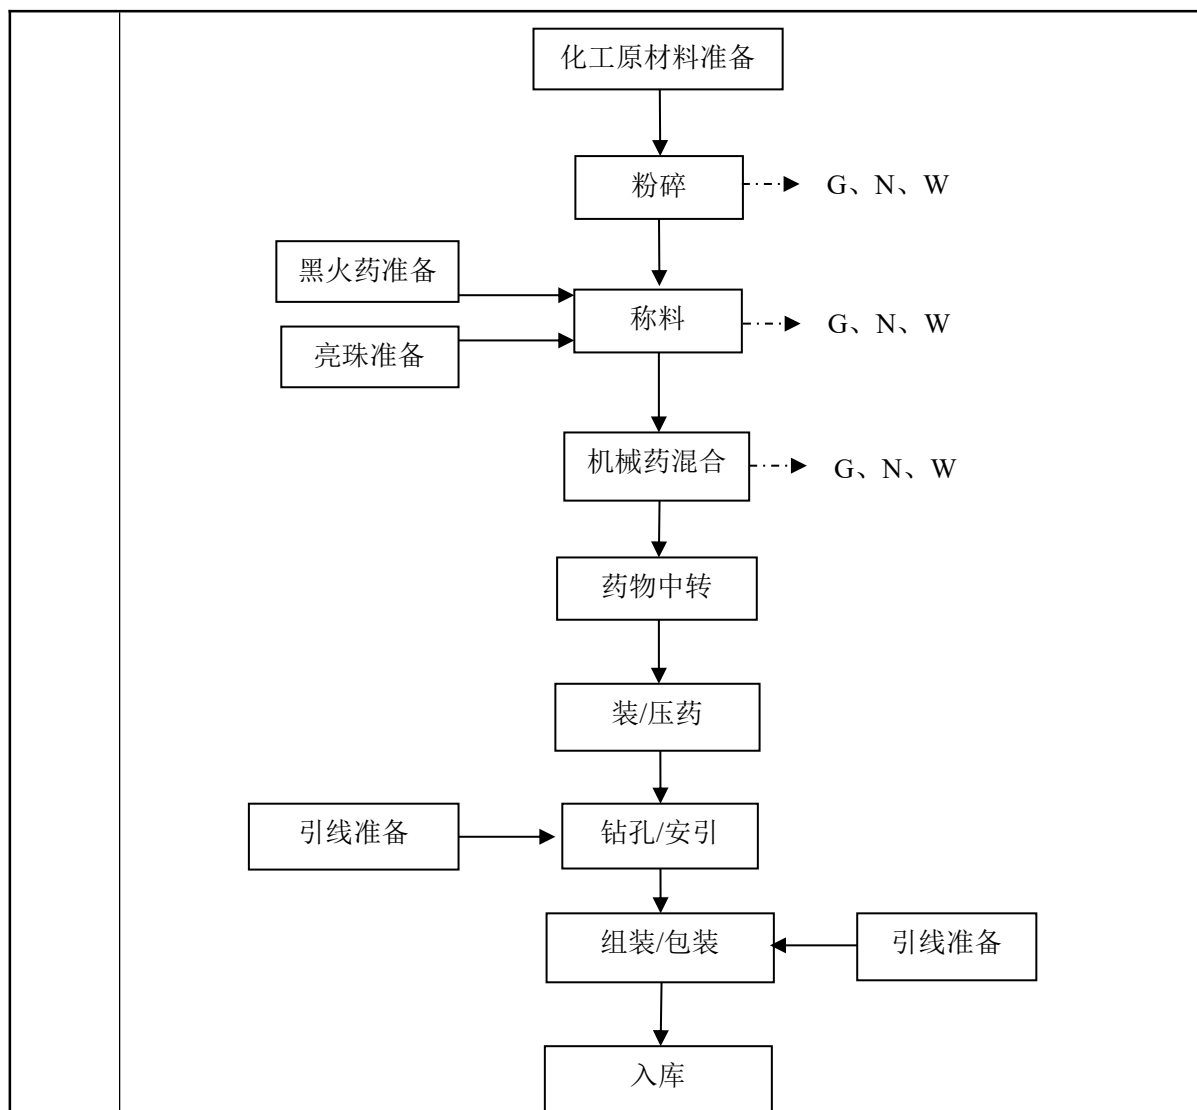 化工原材料准备
粉碎
G、N、W
黑火药准备
称料
G、N、W
亮珠准备
机械药混合
G、N、W
药物中转
装/压药
引线准备
钻孔/安引
组装/包装
引线准备
入库